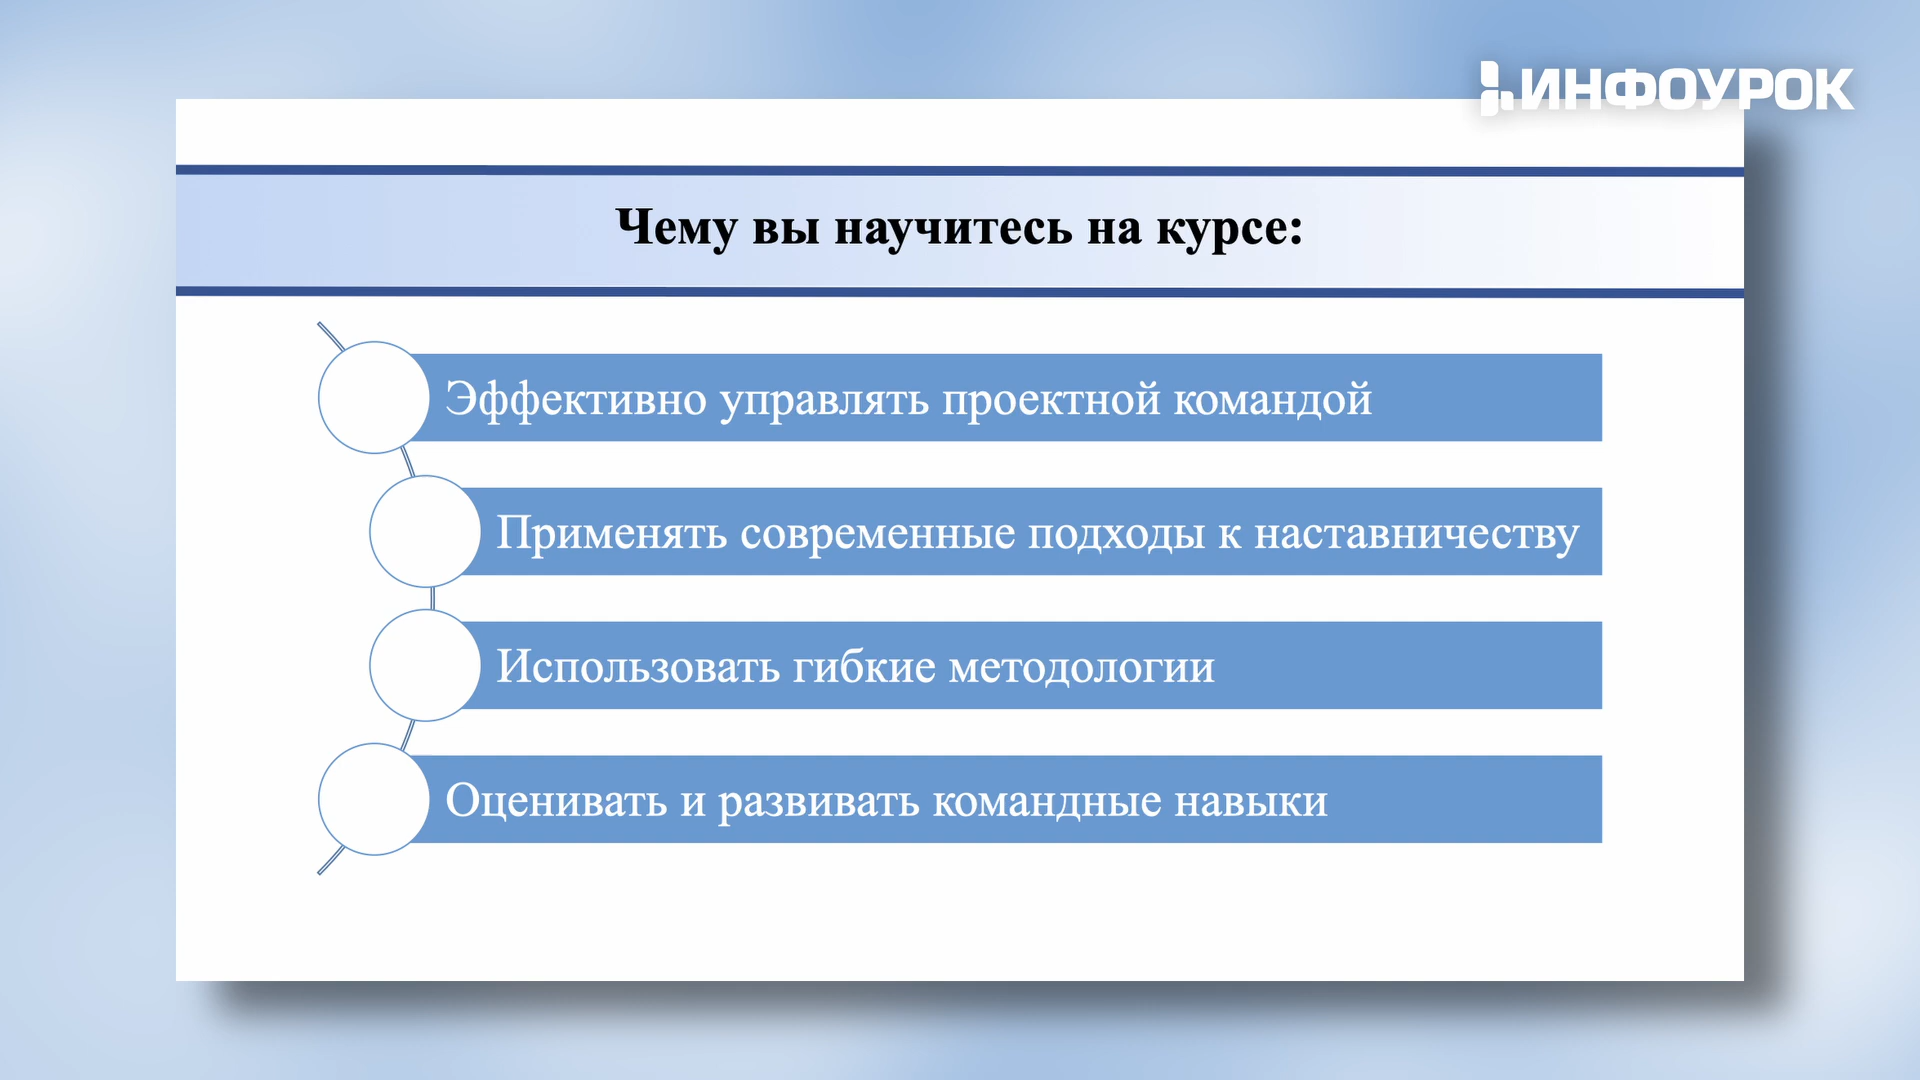 ИНФОУРОК
Чему вы научитесь на курсе:
Эффективно управлять проектной командой
Применять современные подходы к наставничеству
Использовать гибкие методологии
Оценивать и развивать командные навыки